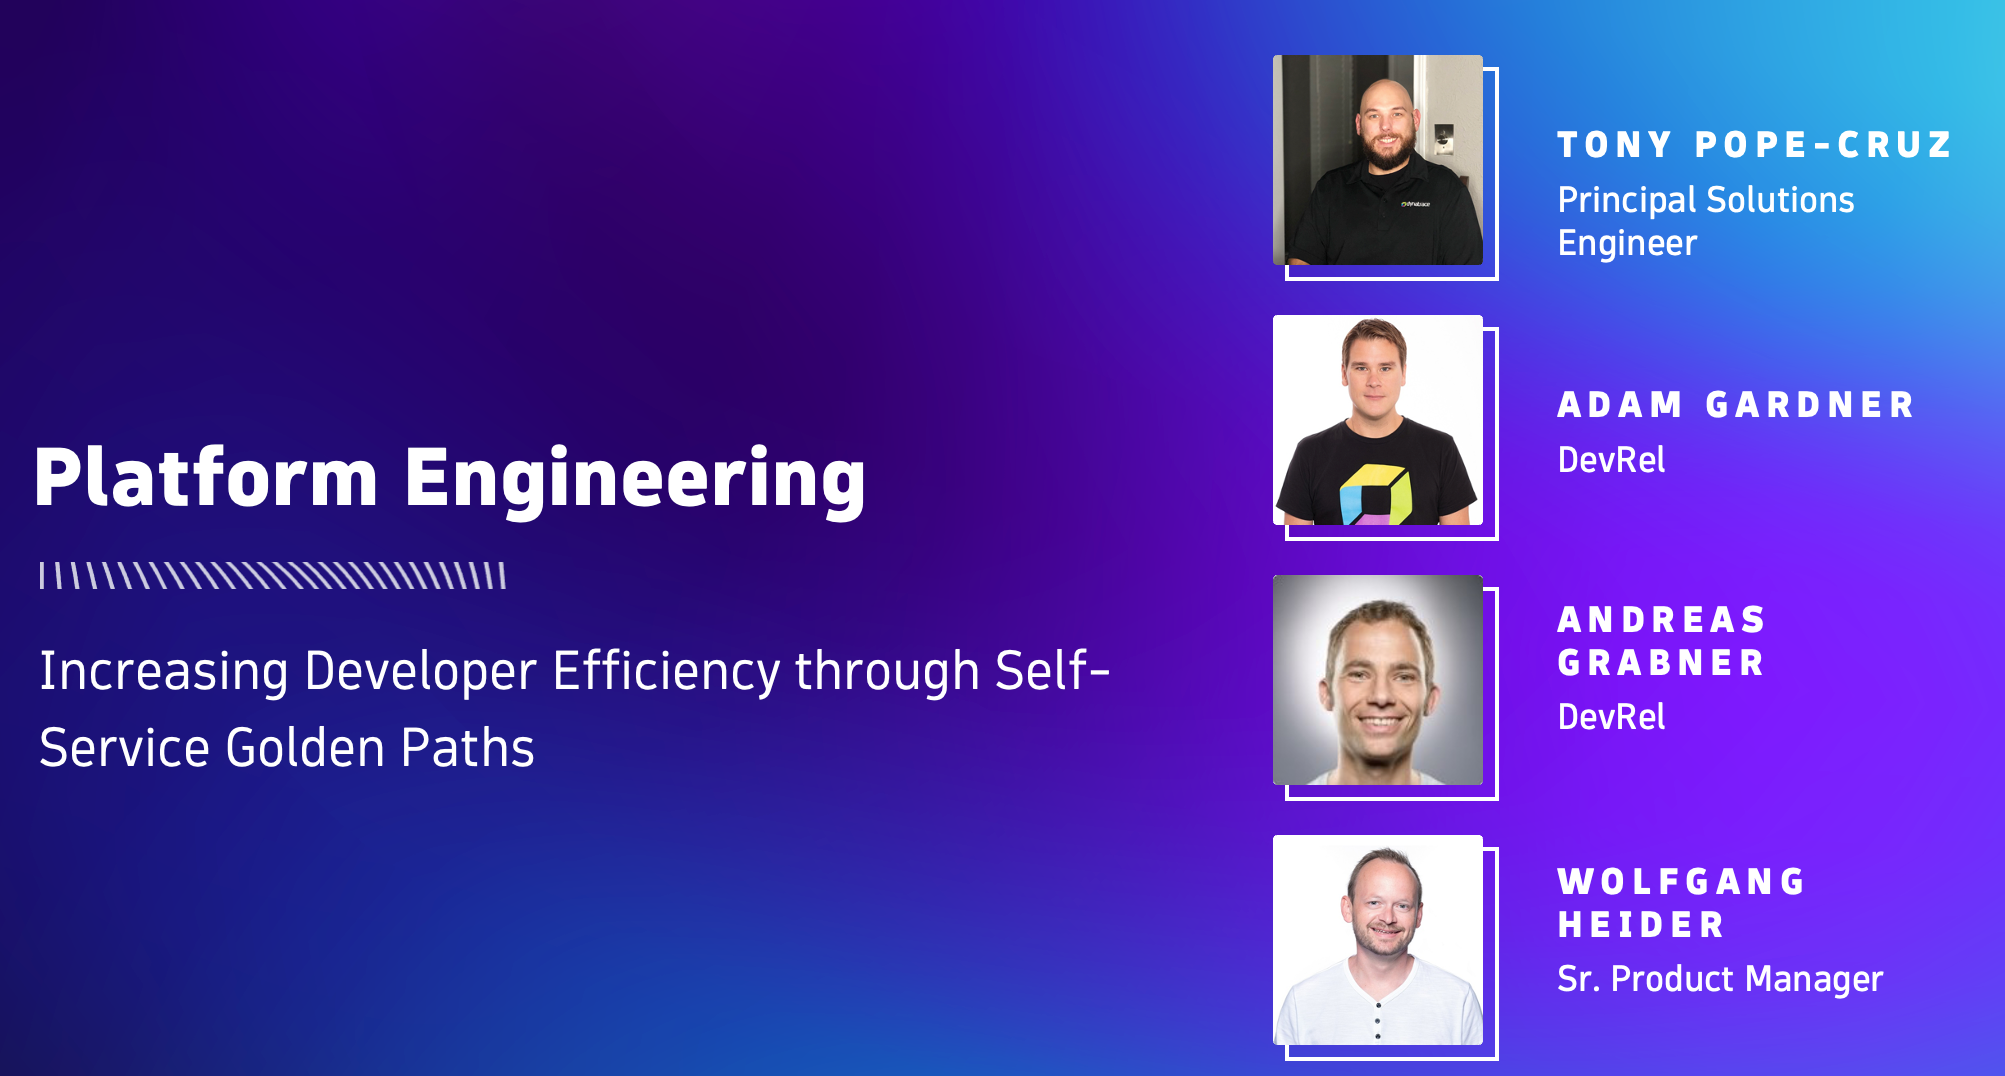 Platform Engineering
Increasing Developer Efficiency through Self-
Service Golden Paths
dynatrace
TONY POPE-CRUZ
Principal Solutions
Engineer
ADAM GARDNER
DevRel
ANDREAS
GRABNER
DevRel
WOLFGANG
HEIDER
Sr. Product Manager